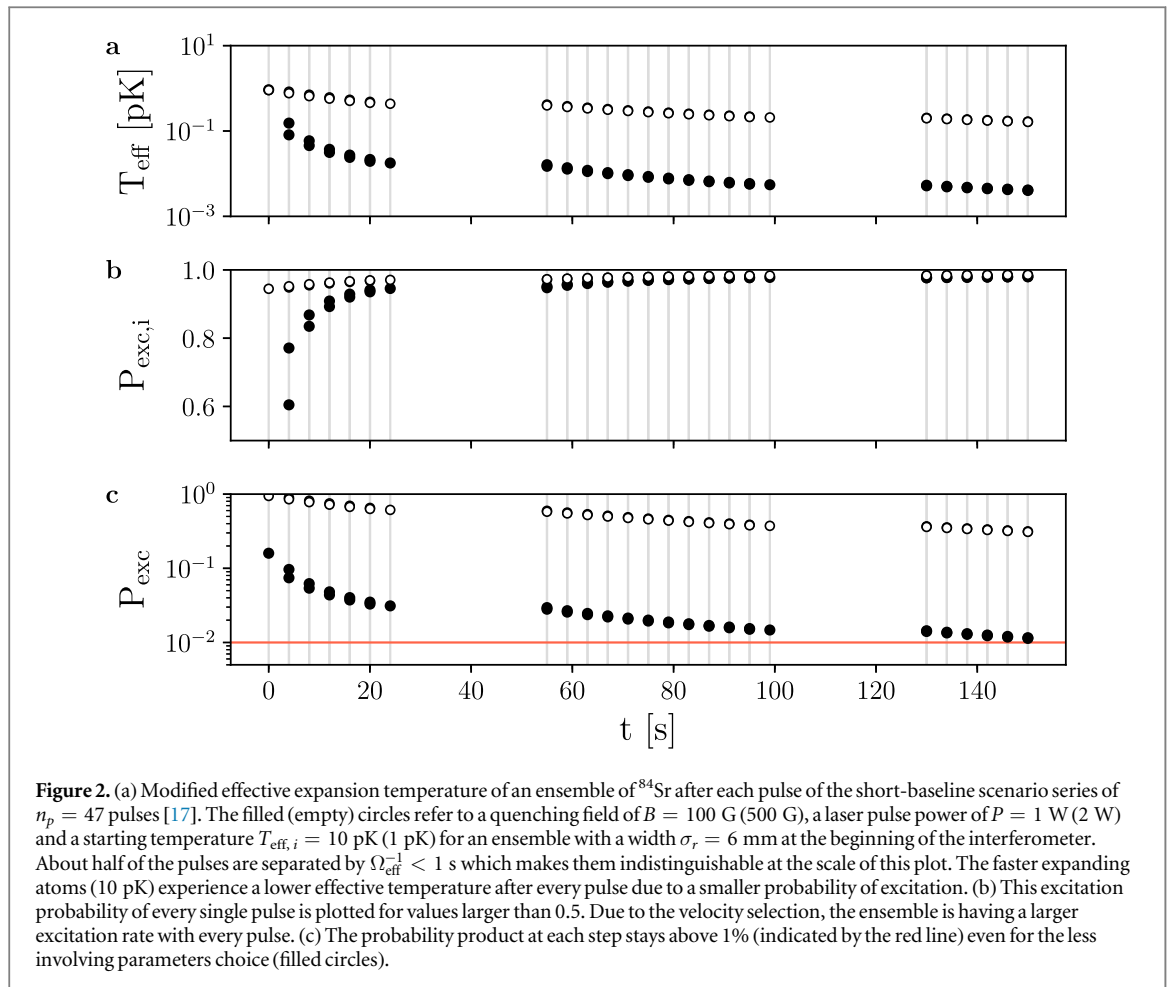 a
T_eff [pK]
10^1
10^−1
10^−3
b
P_exc,i
1.0
0.8
0.6
c
P_exc
10^0
10^−1
10^−2
0 20 40 60 80 100 120 140
t [s]
Figure 2. (a) Modified effective expansion temperature of an ensemble of ^84Sr after each pulse of the short-baseline scenario series of
n_p = 47 pulses [17]. The filled (empty) circles refer to a quenching field of B = 100 G (500 G), a laser pulse power of P = 1 W (2 W)
and a starting temperature T_eff, i = 10 pK (1 pK) for an ensemble with a width σ_r = 6 mm at the beginning of the interferometer.
About half of the pulses are separated by Ω_eff^−1 < 1 s which makes them indistinguishable at the scale of this plot. The faster expanding
atoms (10 pK) experience a lower effective temperature after every pulse due to a smaller probability of excitation. (b) This excitation
probability of every single pulse is plotted for values larger than 0.5. Due to the velocity selection, the ensemble is having a larger
excitation rate with every pulse. (c) The probability product at each step stays above 1% (indicated by the red line) even for the less
involving parameters choice (filled circles).